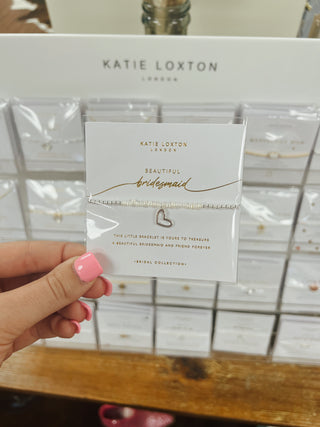 KATIE LOXTON
LONDON
KATIE LOXTON
LONDON
BEAUTIFUL
bridesmaid
THIS LITTLE BRACELET IS YOURS TO TREASURE
A BEAUTIFUL BRIDESMAID AND FRIEND FOREVER
(BRIDAL COLLECTION)